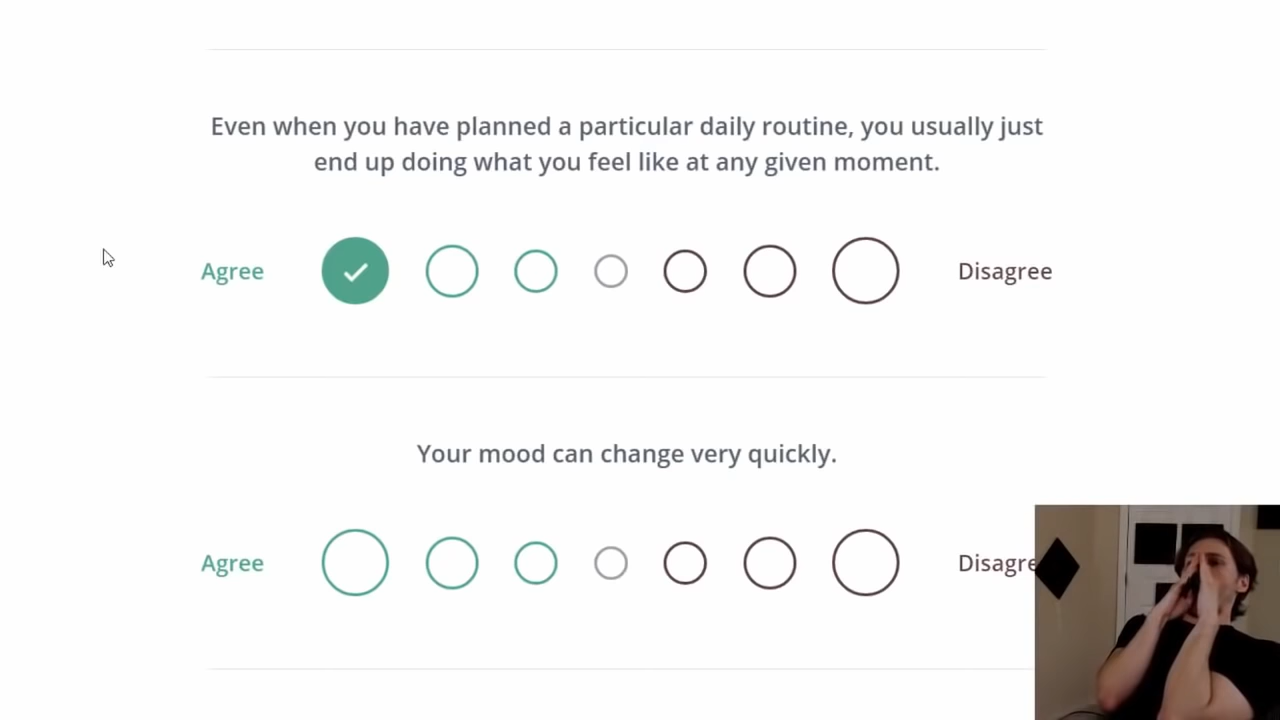 Even when you have planned a particular daily routine, you usually just
end up doing what you feel like at any given moment.
Agree
Disagree
Your mood can change very quickly.
Agree
Disagre